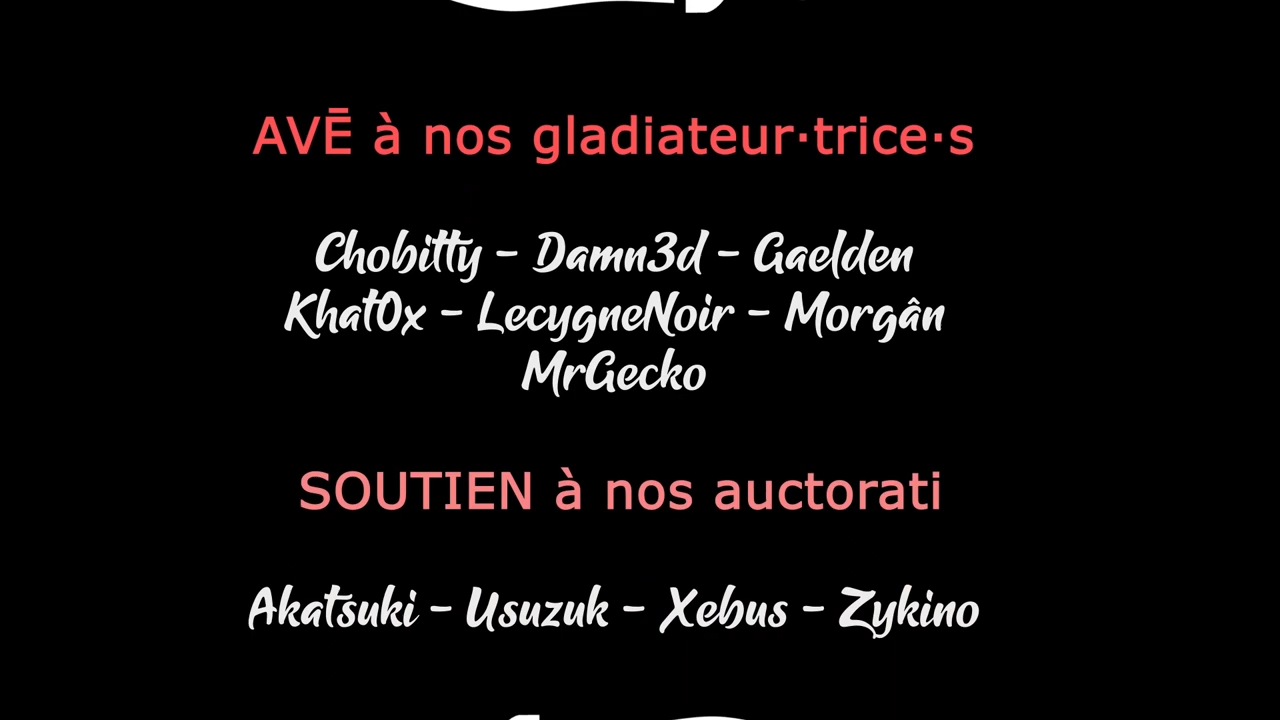 AVĒ à nos gladiateur·trice·s
Chobitty - Damn3d - Gaelden
Khat0x - LecygneNoir - Morgân
MrGecko
SOUTIEN à nos auctorati
Akatsuki - Usuzuk - Xebus - Zykino